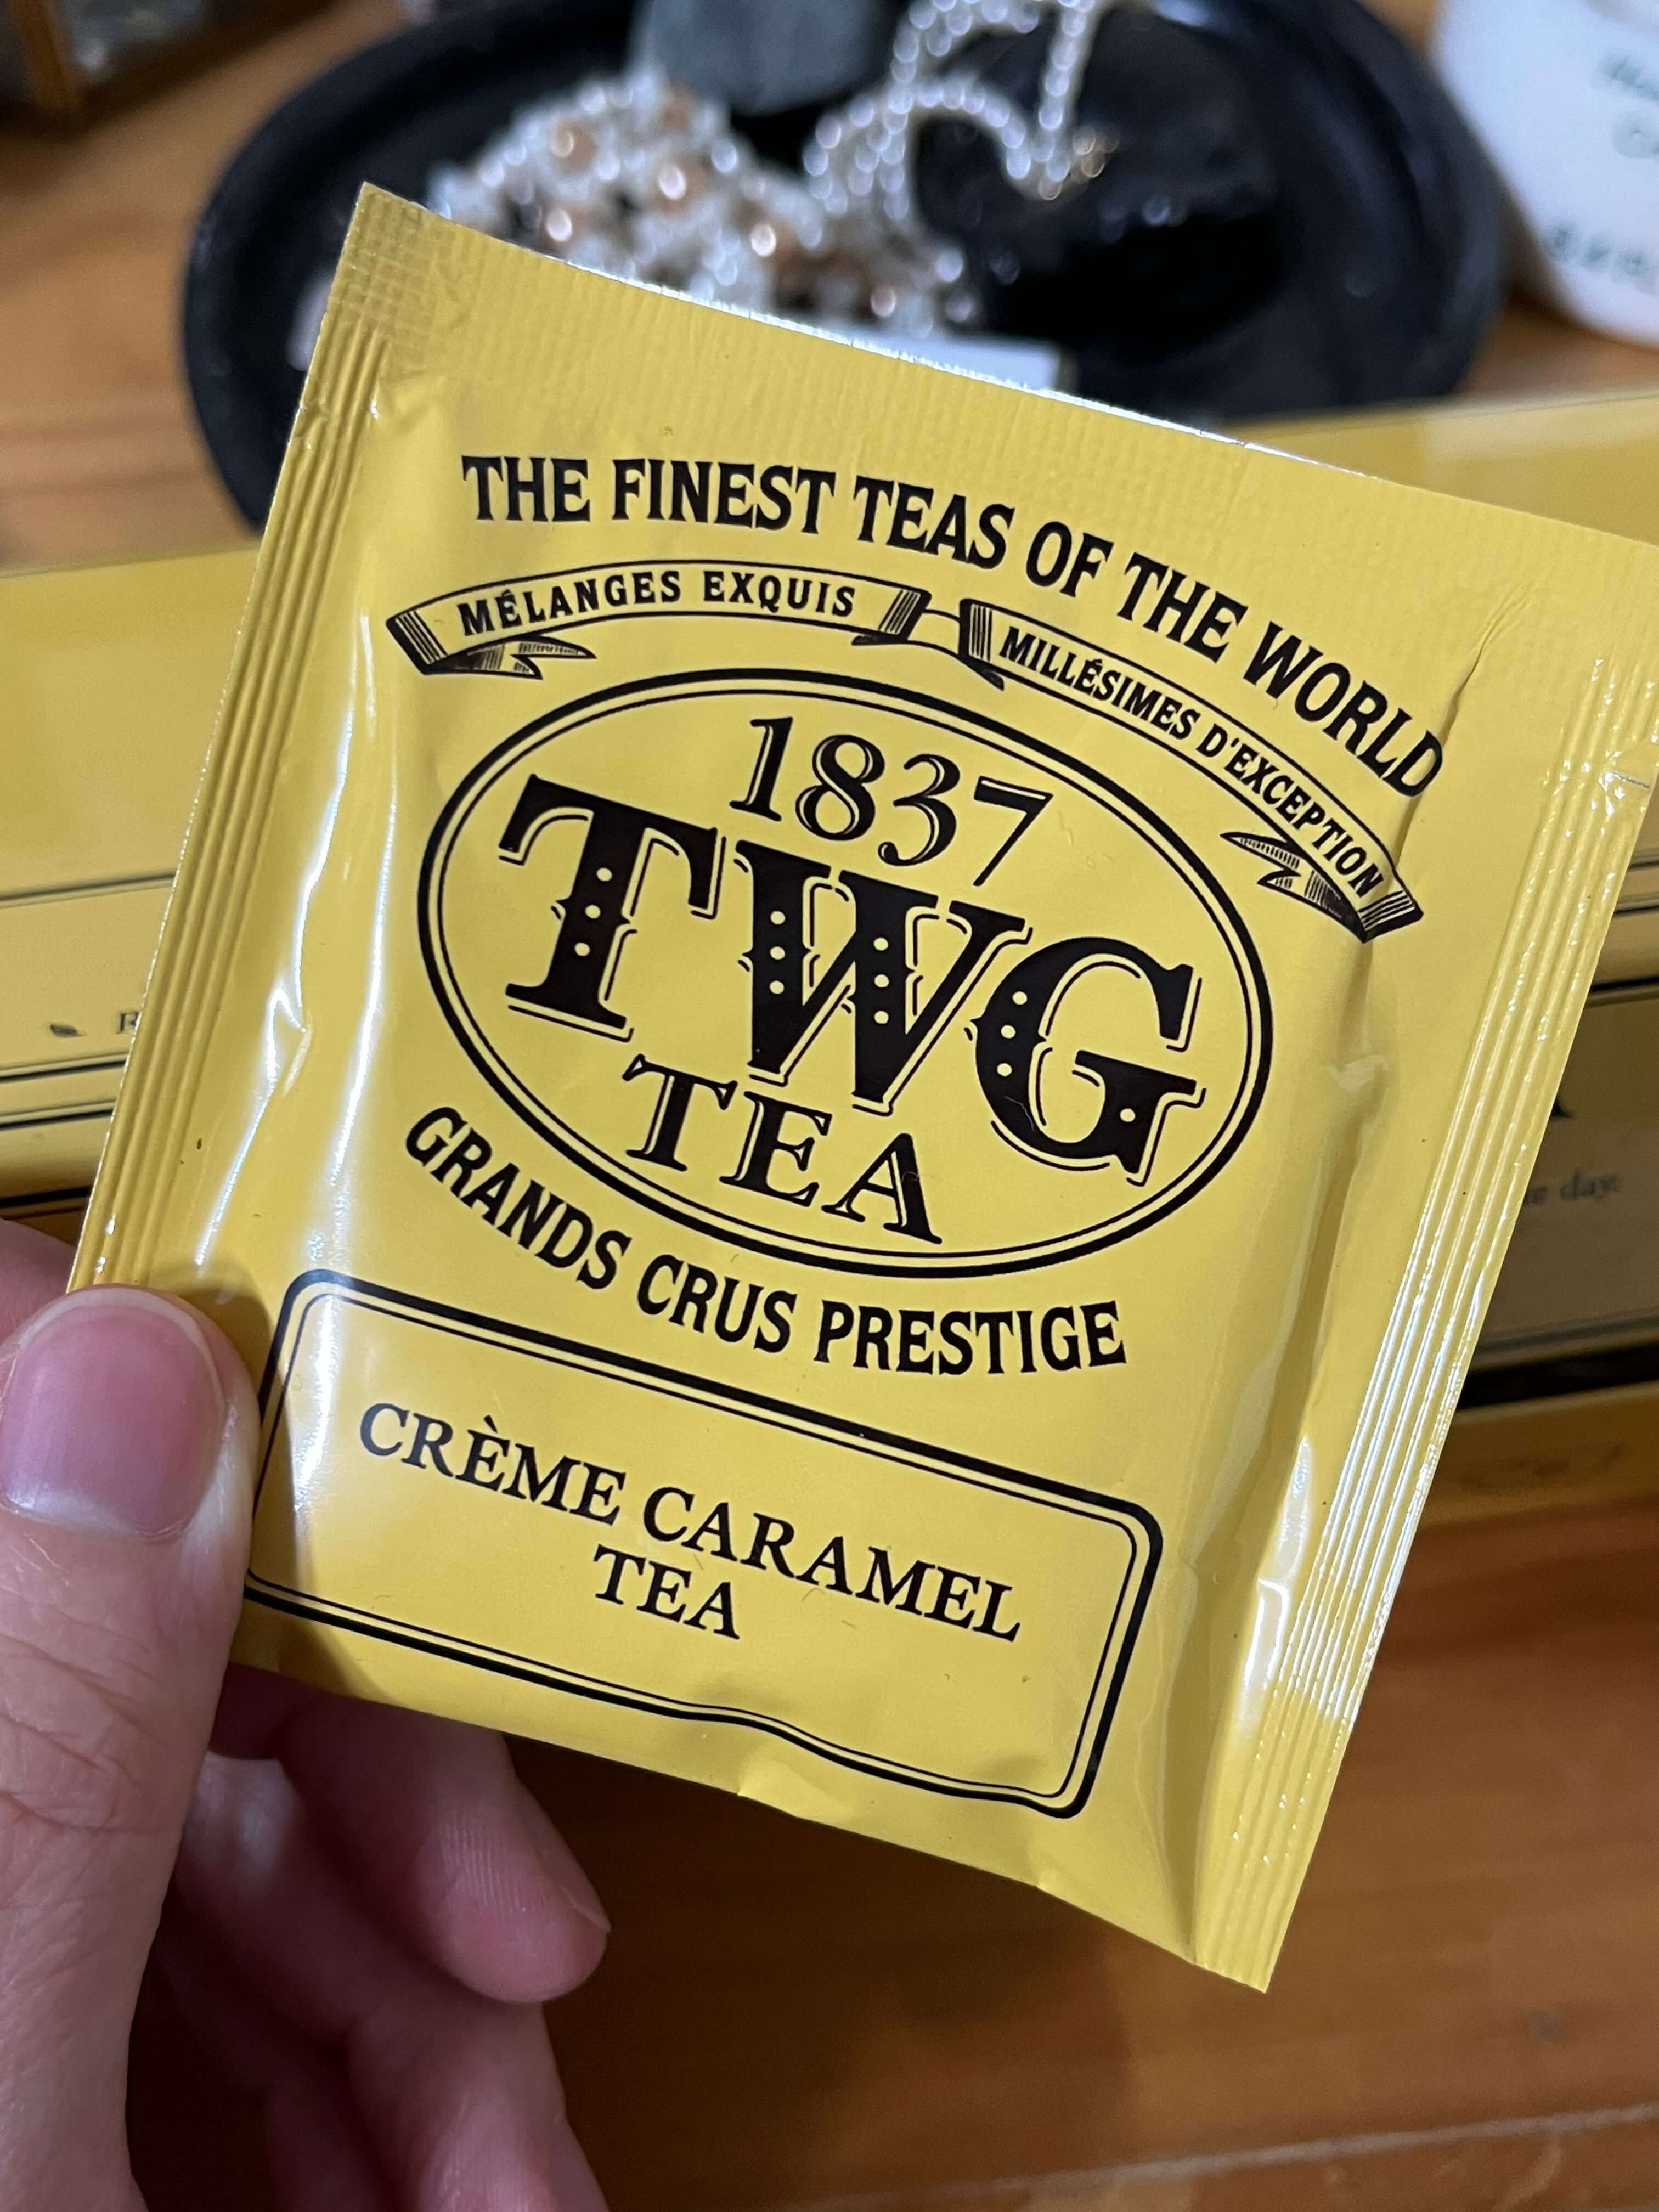 THE FINEST TEAS OF THE WORLD
MÉLANGES EXQUIS
MILLÉSIMES D'EXCEPTION
1837
TWG
TEA
GRANDS CRUS PRESTIGE
CRÈME CARAMEL
TEA
day.